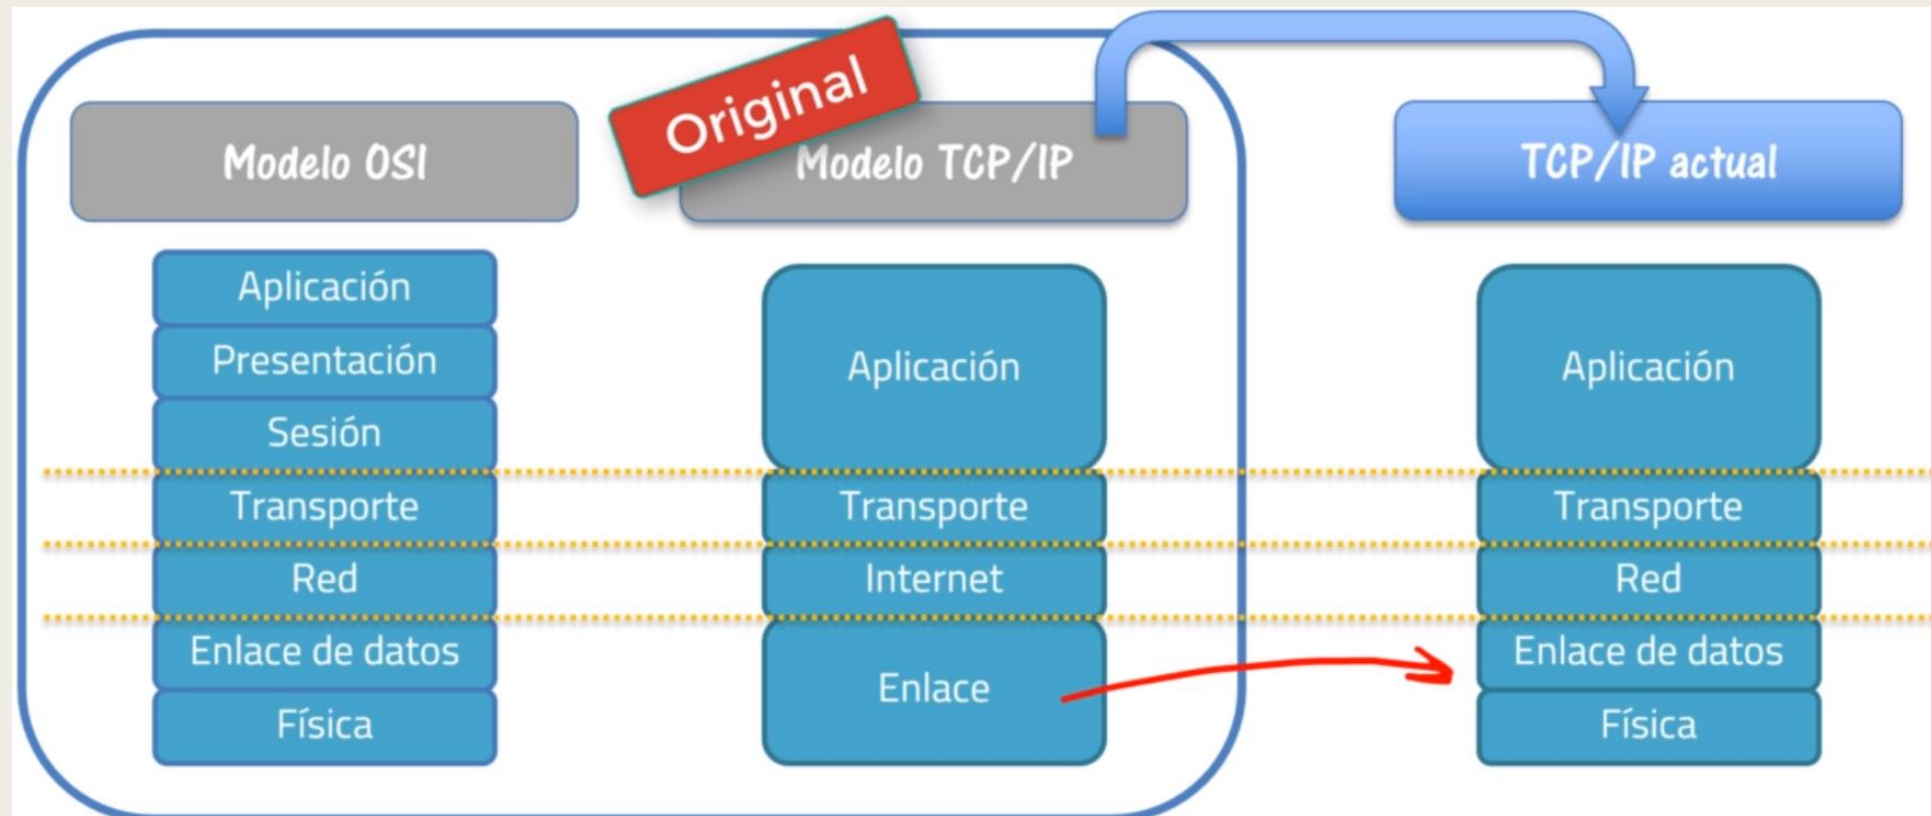 Original
Modelo OSI
Modelo TCP/IP
TCP/IP actual
Aplicación
Presentación
Sesión
Transporte
Red
Enlace de datos
Física
Aplicación
Transporte
Internet
Enlace
Aplicación
Transporte
Red
Enlace de datos
Física